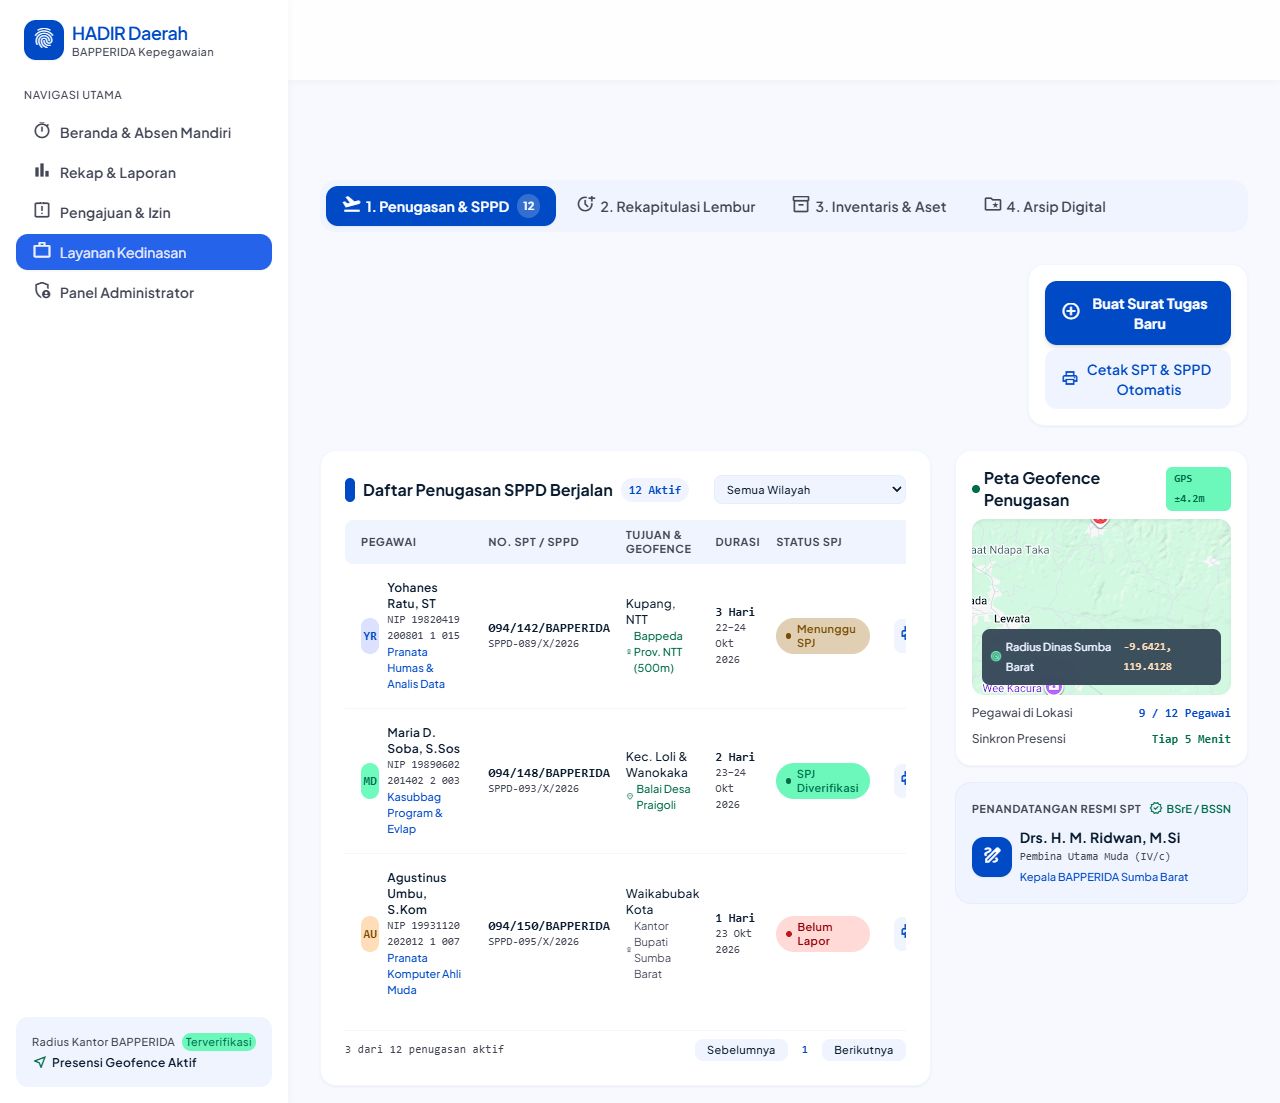 HADIR Daerah
BAPPERIDA Kepegawaian
NAVIGASI UTAMA
Beranda & Absen Mandiri
Rekap & Laporan
Pengajuan & Izin
Layanan Kedinasan
Panel Administrator
Radius Kantor BAPPERIDA Terverifikasi
Presensi Geofence Aktif
1. Penugasan & SPPD 12
2. Rekapitulasi Lembur
3. Inventaris & Aset
4. Arsip Digital
Buat Surat Tugas
Baru
Cetak SPT & SPPD
Otomatis
Daftar Penugasan SPPD Berjalan 12 Aktif
Semua Wilayah
PEGAWAI
NO. SPT / SPPD
TUJUAN &
GEOFENCE
DURASI
STATUS SPJ
YR
Yohanes
Ratu, ST
NIP 19820419
200801 1 015
Pranata
Humas &
Analis Data
094/142/BAPPERIDA
SPPD-089/X/2026
Kupang,
NTT
Bappeda
Prov. NTT
(500m)
3 Hari
22–24
Okt
2026
Menunggu
SPJ
MD
Maria D.
Soba, S.Sos
NIP 19890602
201402 2 003
Kasubbag
Program &
Evlap
094/148/BAPPERIDA
SPPD-093/X/2026
Kec. Loli &
Wanokaka
Balai Desa
Praigoli
2 Hari
23–24
Okt
2026
SPJ
Diverifikasi
AU
Agustinus
Umbu,
S.Kom
NIP 19931120
202012 1 007
Pranata
Komputer Ahli
Muda
094/150/BAPPERIDA
SPPD-095/X/2026
Waikabubak
Kota
Kantor
Bupati
Sumba
Barat
1 Hari
23 Okt
2026
Belum
Lapor
3 dari 12 penugasan aktif
Sebelumnya
1
Berikutnya
Peta Geofence
Penugasan
GPS
±4.2m
aat Ndapa Taka
ada
Lewata
Radius Dinas Sumba
Barat
-9.6421,
119.4128
Wee Kacura
Pegawai di Lokasi 9 / 12 Pegawai
Sinkron Presensi Tiap 5 Menit
PENANDATANGAN RESMI SPT BSrE / BSSN
Drs. H. M. Ridwan, M.Si
Pembina Utama Muda (IV/c)
Kepala BAPPERIDA Sumba Barat